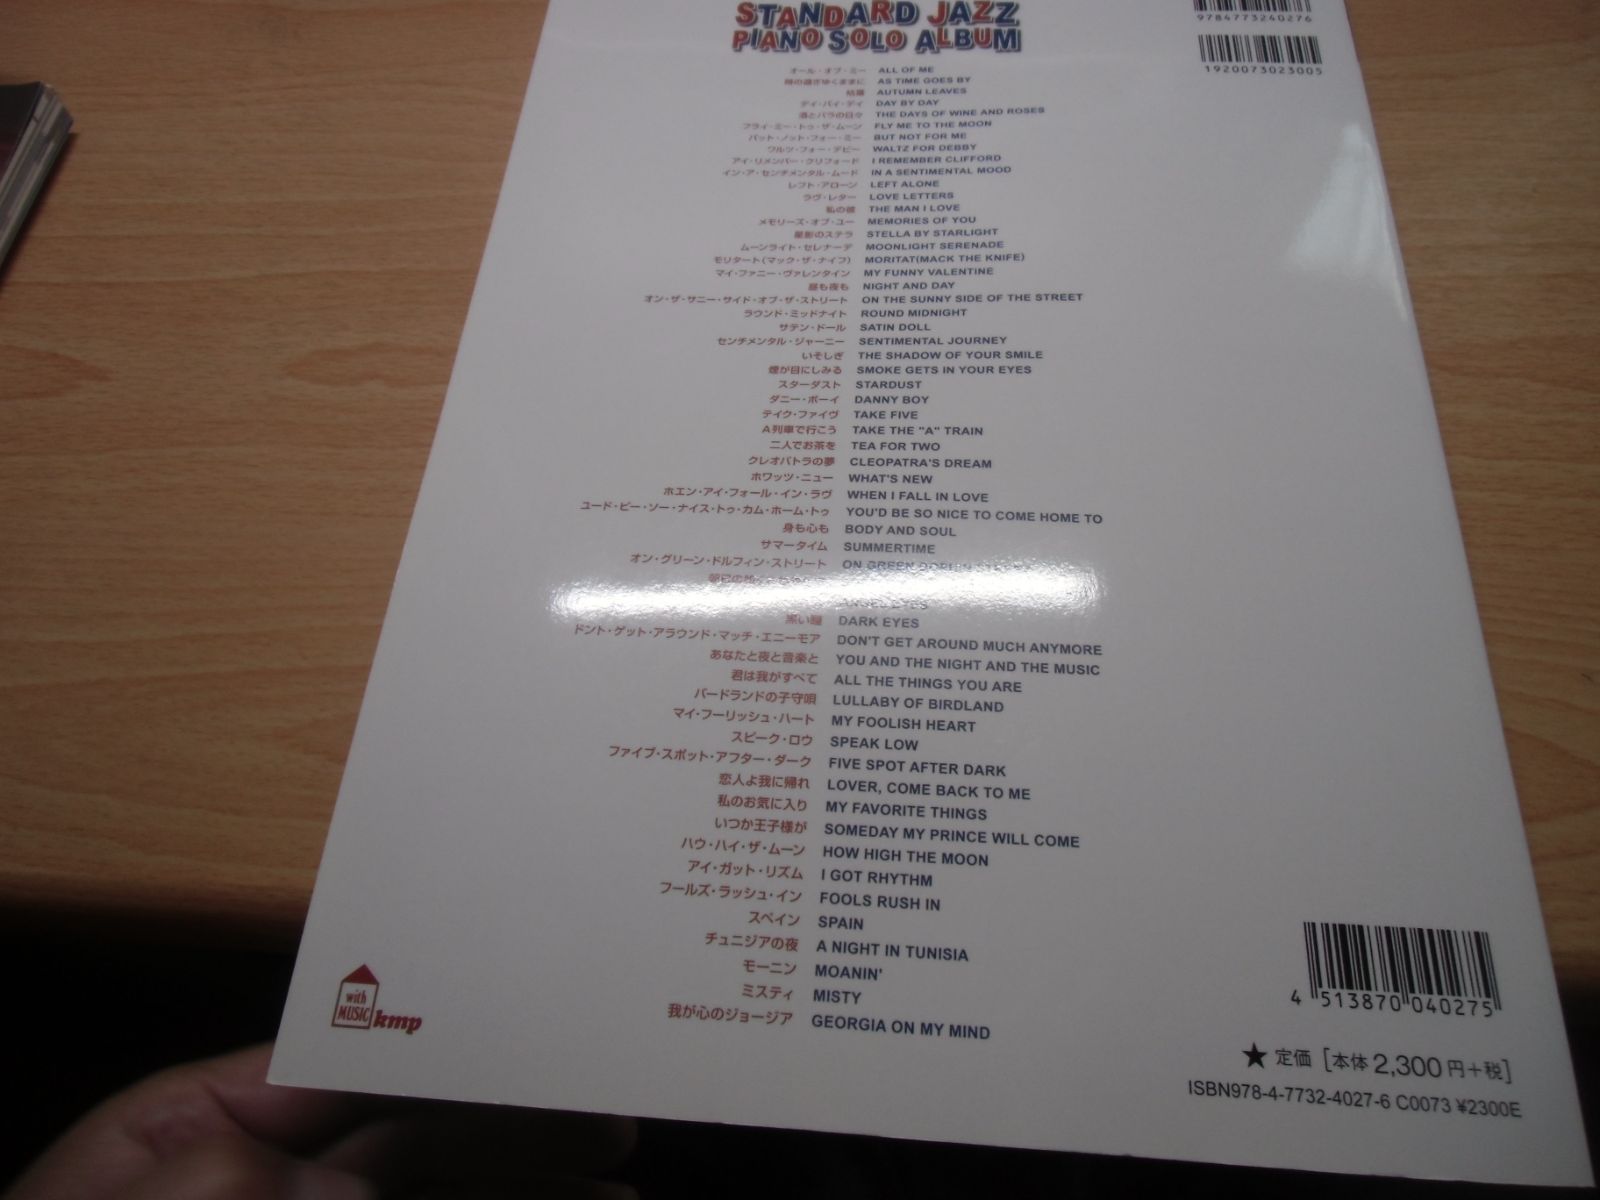 STANDARD JAZZ
PIANO SOLO ALBUM
9784773240276
1920073023005
オール・オブ・ミー ALL OF ME
時の過ぎゆくままに AS TIME GOES BY
枯葉 AUTUMN LEAVES
デイ・バイ・デイ DAY BY DAY
酒とバラの日々 THE DAYS OF WINE AND ROSES
フライ・ミー・トゥ・ザ・ムーン FLY ME TO THE MOON
バット・ノット・フォー・ミー BUT NOT FOR ME
ワルツ・フォー・デビー WALTZ FOR DEBBY
アイ・リメンバー・クリフォード I REMEMBER CLIFFORD
イン・ア・センチメンタル・ムード IN A SENTIMENTAL MOOD
レフト・アローン LEFT ALONE
ラヴ・レター LOVE LETTERS
私の彼 THE MAN I LOVE
メモリーズ・オブ・ユー MEMORIES OF YOU
星影のステラ STELLA BY STARLIGHT
ムーンライト・セレナーデ MOONLIGHT SERENADE
モリタート(マック・ザ・ナイフ) MORITAT(MACK THE KNIFE)
マイ・ファニー・ヴァレンタイン MY FUNNY VALENTINE
昼も夜も NIGHT AND DAY
オン・ザ・サニー・サイド・オブ・ザ・ストリート ON THE SUNNY SIDE OF THE STREET
ラウンド・ミッドナイト ROUND MIDNIGHT
サテン・ドール SATIN DOLL
センチメンタル・ジャーニー SENTIMENTAL JOURNEY
いそしぎ THE SHADOW OF YOUR SMILE
煙が目にしみる SMOKE GETS IN YOUR EYES
スターダスト STARDUST
ダニー・ボーイ DANNY BOY
テイク・ファイヴ TAKE FIVE
A列車で行こう TAKE THE "A" TRAIN
二人でお茶を TEA FOR TWO
クレオパトラの夢 CLEOPATRA'S DREAM
ホワッツ・ニュー WHAT'S NEW
ホエン・アイ・フォール・イン・ラヴ WHEN I FALL IN LOVE
ユード・ビー・ソー・ナイス・トゥ・カム・ホーム・トゥ YOU'D BE SO NICE TO COME HOME TO
身も心も BODY AND SOUL
サマータイム SUMMERTIME
オン・グリーン・ドルフィン・ストリート ON GREEN
ANGEL EYES
黒い瞳 DARK EYES
ドント・ゲット・アラウンド・マッチ・エニーモア DON'T GET AROUND MUCH ANYMORE
あなたと夜と音楽と YOU AND THE NIGHT AND THE MUSIC
君は我がすべて ALL THE THINGS YOU ARE
バードランドの子守唄 LULLABY OF BIRDLAND
マイ・フーリッシュ・ハート MY FOOLISH HEART
スピーク・ロウ SPEAK LOW
ファイブ・スポット・アフター・ダーク FIVE SPOT AFTER DARK
恋人よ我に帰れ LOVER, COME BACK TO ME
私のお気に入り MY FAVORITE THINGS
いつか王子様が SOMEDAY MY PRINCE WILL COME
ハウ・ハイ・ザ・ムーン HOW HIGH THE MOON
アイ・ガット・リズム I GOT RHYTHM
フールズ・ラッシュ・イン FOOLS RUSH IN
スペイン SPAIN
チュニジアの夜 A NIGHT IN TUNISIA
モーニン MOANIN'
ミスティ MISTY
我が心のジョージア GEORGIA ON MY MIND
with
MUSIC
kmp
4 513870 040275
★ 定価 [本体 2,300 円+税]
ISBN978-4-7732-4027-6 C0073 ¥2300E